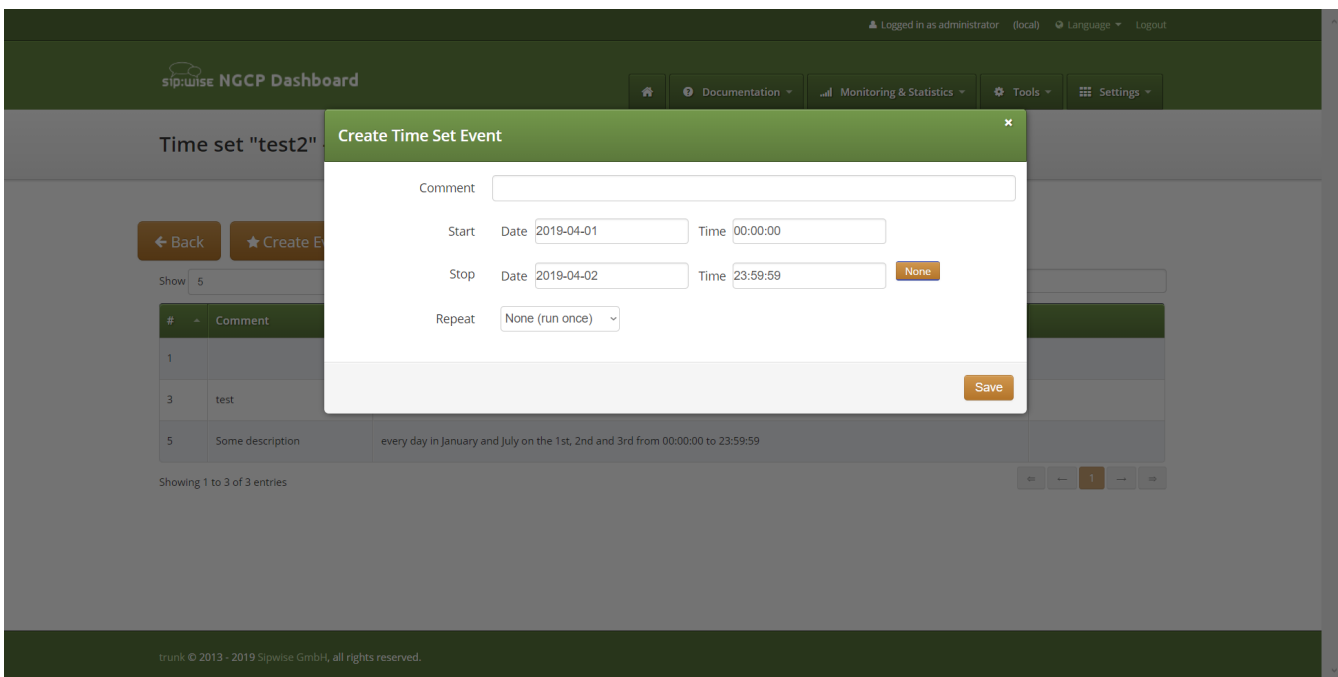 Logged in as administrator (local) Language Logout
sip:wise NGCP Dashboard
Documentation Monitoring & Statistics Tools Settings
Time set "test2"
Create Time Set Event
Comment
Start Date 2019-04-01 Time 00:00:00
Stop Date 2019-04-02 Time 23:59:59 None
Repeat None (run once)
Save
Back Create
Show 5
# Comment
1
3 test
5 Some description every day in January and July on the 1st, 2nd and 3rd from 00:00:00 to 23:59:59
Showing 1 to 3 of 3 entries
1
trunk © 2013 - 2019 Sipwise GmbH, all rights reserved.